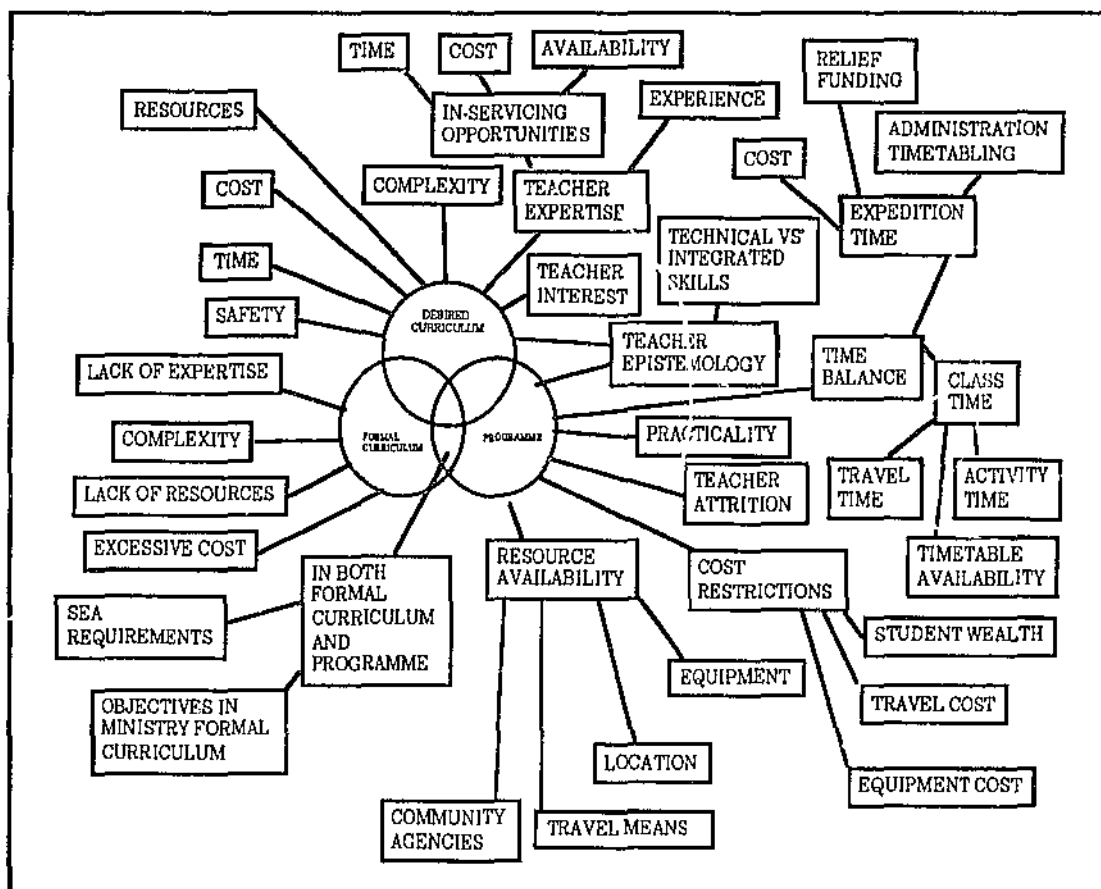 TIME
COST
AVAILABILITY
RELIEF
FUNDING
RESOURCES
IN-SERVICING
OPPORTUNITIES
EXPERIENCE
ADMINISTRATION
TIMETABLING
COST
COST
COMPLEXITY
TEACHER
EXPERTISE
EXPEDITION
TIME
TIME
TEACHER
INTEREST
TECHNICAL VS'
INTEGRATED
SKILLS
SAFETY
DESIRED
CURRICULUM
TEACHER
EPISTEMOLOGY
TIME
BALANCE
LACK OF EXPERTISE
CLASS
TIME
COMPLEXITY
FORMAL
CURRICULUM
PROGRAMME
PRACTICALITY
LACK OF RESOURCES
TEACHER
ATTRITION
TRAVEL
TIME
ACTIVITY
TIME
EXCESSIVE COST
IN BOTH
FORMAL
CURRICULUM
AND
PROGRAMME
RESOURCE
AVAILABILITY
COST
RESTRICTIONS
TIMETABLE
AVAILABILITY
SEA
REQUIREMENTS
STUDENT WEALTH
OBJECTIVES IN
MINISTRY FORMAL
CURRICULUM
EQUIPMENT
TRAVEL COST
LOCATION
EQUIPMENT COST
COMMUNITY
AGENCIES
TRAVEL MEANS